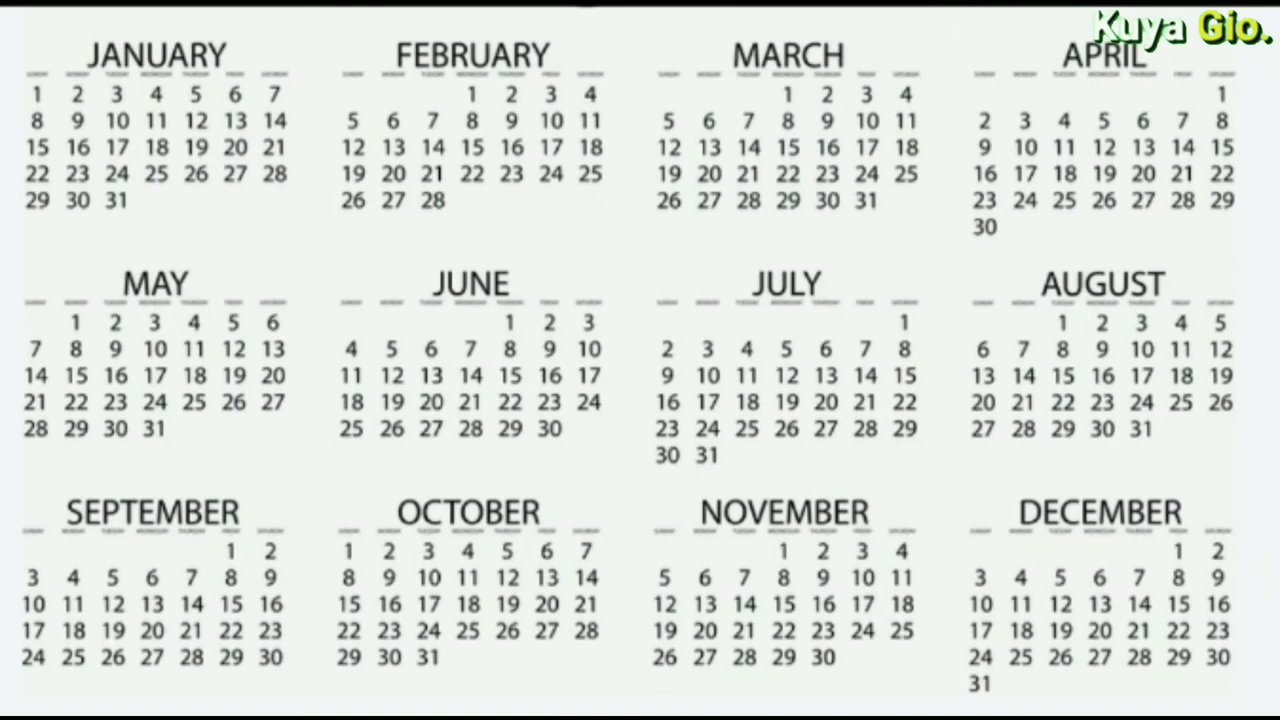 Kuya Gio.
JANUARY FEBRUARY MARCH APRIL
1 2 3 4 5 6 7 1 2 3 4 1 2 3 4 1
8 9 10 11 12 13 14 5 6 7 8 9 10 11 5 6 7 8 9 10 11 2 3 4 5 6 7 8
15 16 17 18 19 20 21 12 13 14 15 16 17 18 12 13 14 15 16 17 18 9 10 11 12 13 14 15
22 23 24 25 26 27 28 19 20 21 22 23 24 25 19 20 21 22 23 24 25 16 17 18 19 20 21 22
29 30 31 26 27 28 26 27 28 29 30 31 23 24 25 26 27 28 29
30
MAY JUNE JULY AUGUST
1 2 3 4 5 6 1 2 3 1 1 2 3 4 5
7 8 9 10 11 12 13 4 5 6 7 8 9 10 2 3 4 5 6 7 8 6 7 8 9 10 11 12
14 15 16 17 18 19 20 11 12 13 14 15 16 17 9 10 11 12 13 14 15 13 14 15 16 17 18 19
21 22 23 24 25 26 27 18 19 20 21 22 23 24 16 17 18 19 20 21 22 20 21 22 23 24 25 26
28 29 30 31 25 26 27 28 29 30 23 24 25 26 27 28 29 27 28 29 30 31
30 31
SEPTEMBER OCTOBER NOVEMBER DECEMBER
1 2 1 2 3 4 5 6 7 1 2 3 4 1 2
3 4 5 6 7 8 9 8 9 10 11 12 13 14 5 6 7 8 9 10 11 3 4 5 6 7 8 9
10 11 12 13 14 15 16 15 16 17 18 19 20 21 12 13 14 15 16 17 18 10 11 12 13 14 15 16
17 18 19 20 21 22 23 22 23 24 25 26 27 28 19 20 21 22 23 24 25 17 18 19 20 21 22 23
24 25 26 27 28 29 30 29 30 31 26 27 28 29 30 24 25 26 27 28 29 30
31